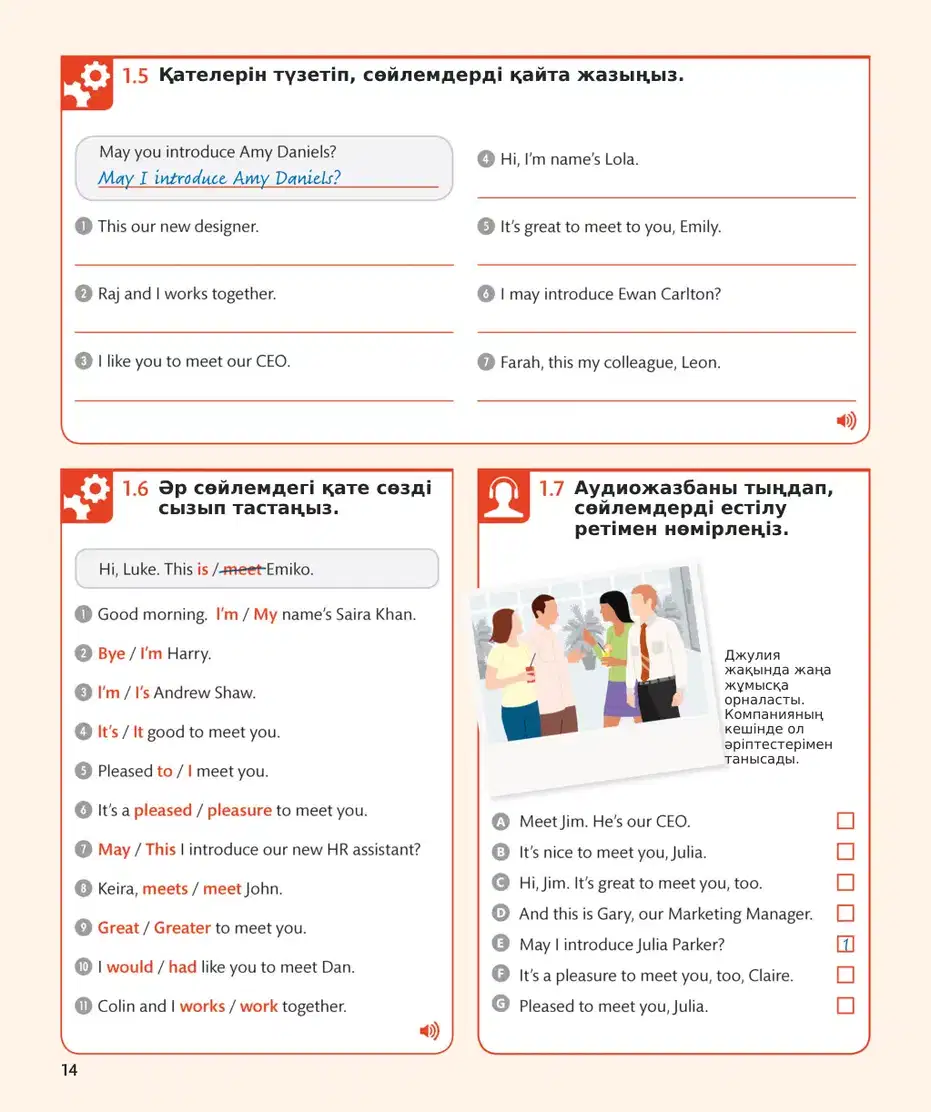 1.5 Қателерін түзетіп, сөйлемдерді қайта жазыңыз.
May you introduce Amy Daniels?
May I introduce Amy Daniels?
1 This our new designer.
2 Raj and I works together.
3 I like you to meet our CEO.
4 Hi, I’m name’s Lola.
5 It’s great to meet to you, Emily.
6 I may introduce Ewan Carlton?
7 Farah, this my colleague, Leon.
1.6 Әр сөйлемдегі қате сөзді
сызып тастаңыз.
Hi, Luke. This is / meet Emiko.
1 Good morning. I’m / My name’s Saira Khan.
2 Bye / I’m Harry.
3 I’m / I’s Andrew Shaw.
4 It’s / It good to meet you.
5 Pleased to / I meet you.
6 It’s a pleased / pleasure to meet you.
7 May / This I introduce our new HR assistant?
8 Keira, meets / meet John.
9 Great / Greater to meet you.
10 I would / had like you to meet Dan.
11 Colin and I works / work together.
1.7 Аудиожазбаны тыңдап,
сөйлемдерді естілу
ретімен нөмірлеңіз.
Джулия
жақында жаңа
жұмысқа
орналасты.
Компанияның
кешінде ол
әріптестерімен
танысады.
A Meet Jim. He’s our CEO.
B It’s nice to meet you, Julia.
C Hi, Jim. It’s great to meet you, too.
D And this is Gary, our Marketing Manager.
E May I introduce Julia Parker? 1
F It’s a pleasure to meet you, too, Claire.
G Pleased to meet you, Julia.
14